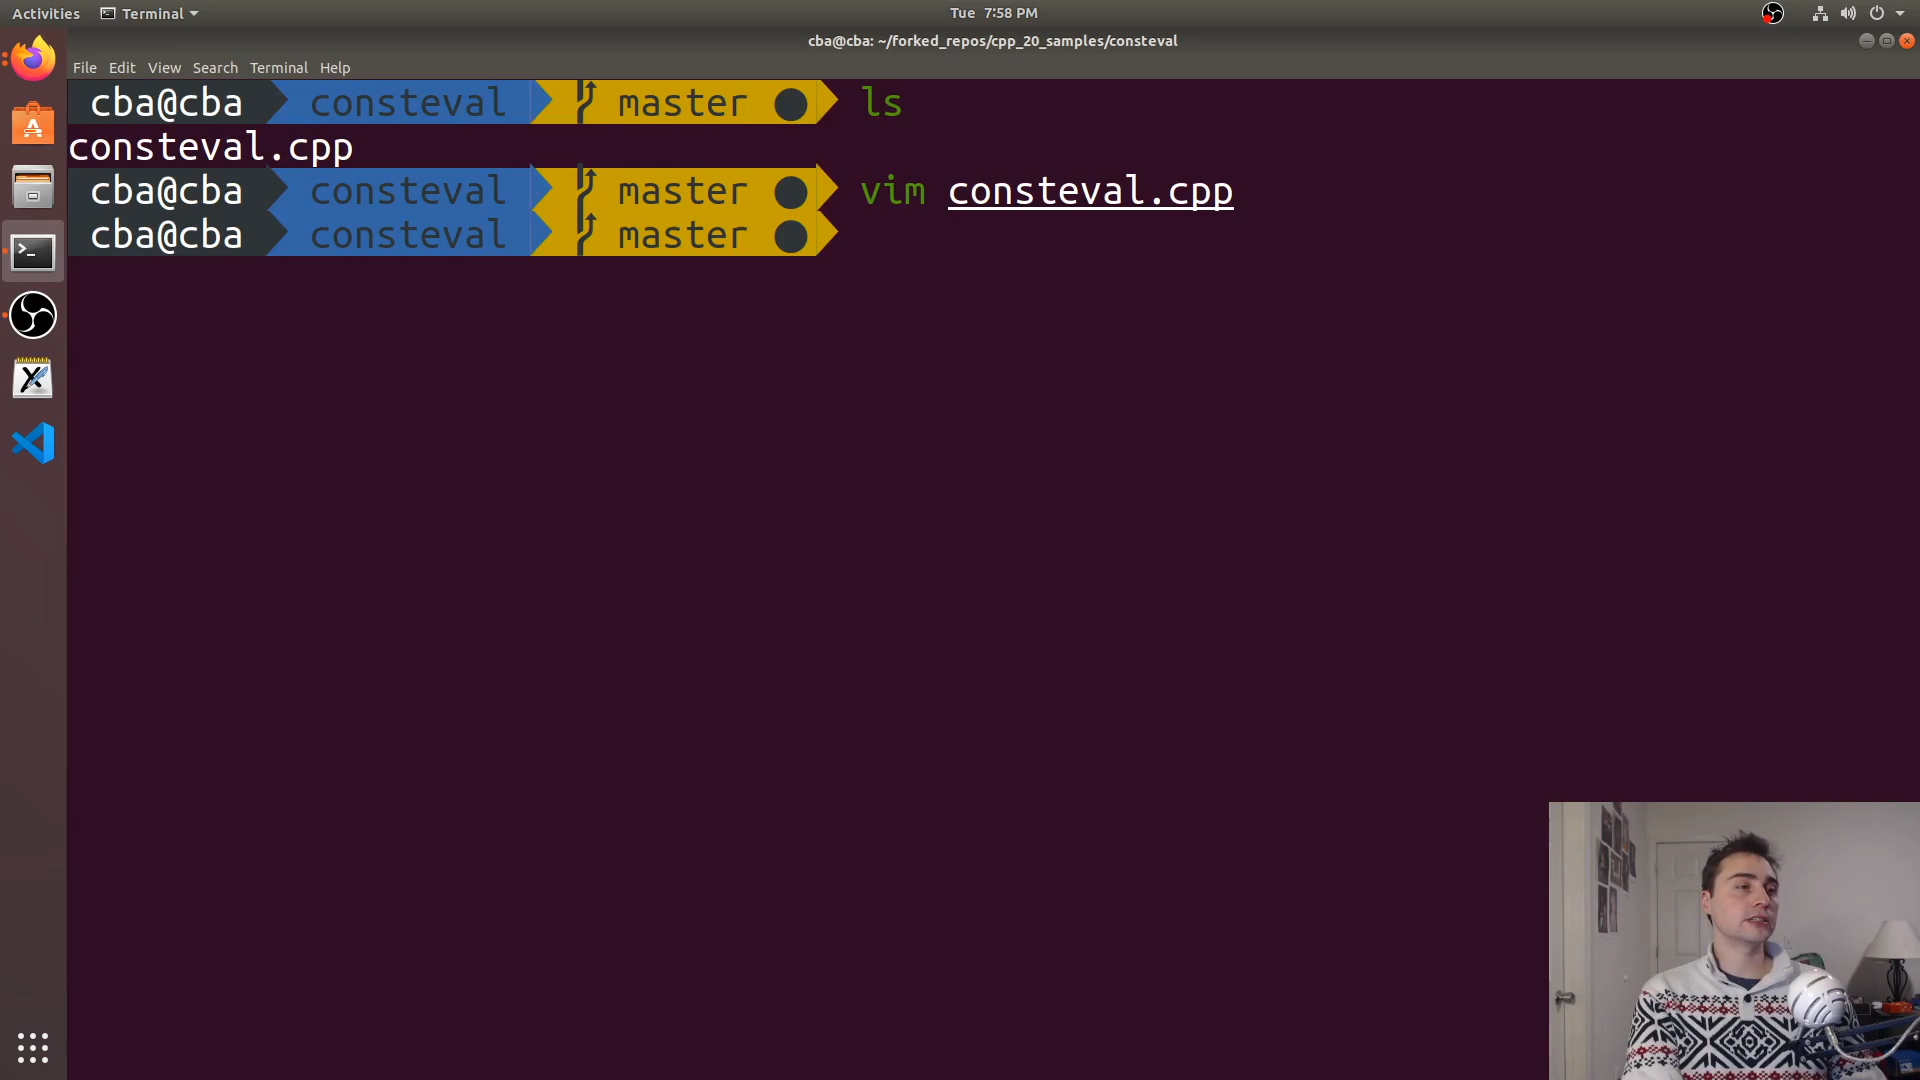 Activities Terminal Tue 7:58 PM
cba@cba: ~/forked_repos/cpp_20_samples/consteval
File Edit View Search Terminal Help
cba@cba consteval master ● ls
consteval.cpp
cba@cba consteval master ● vim consteval.cpp
cba@cba consteval master ●